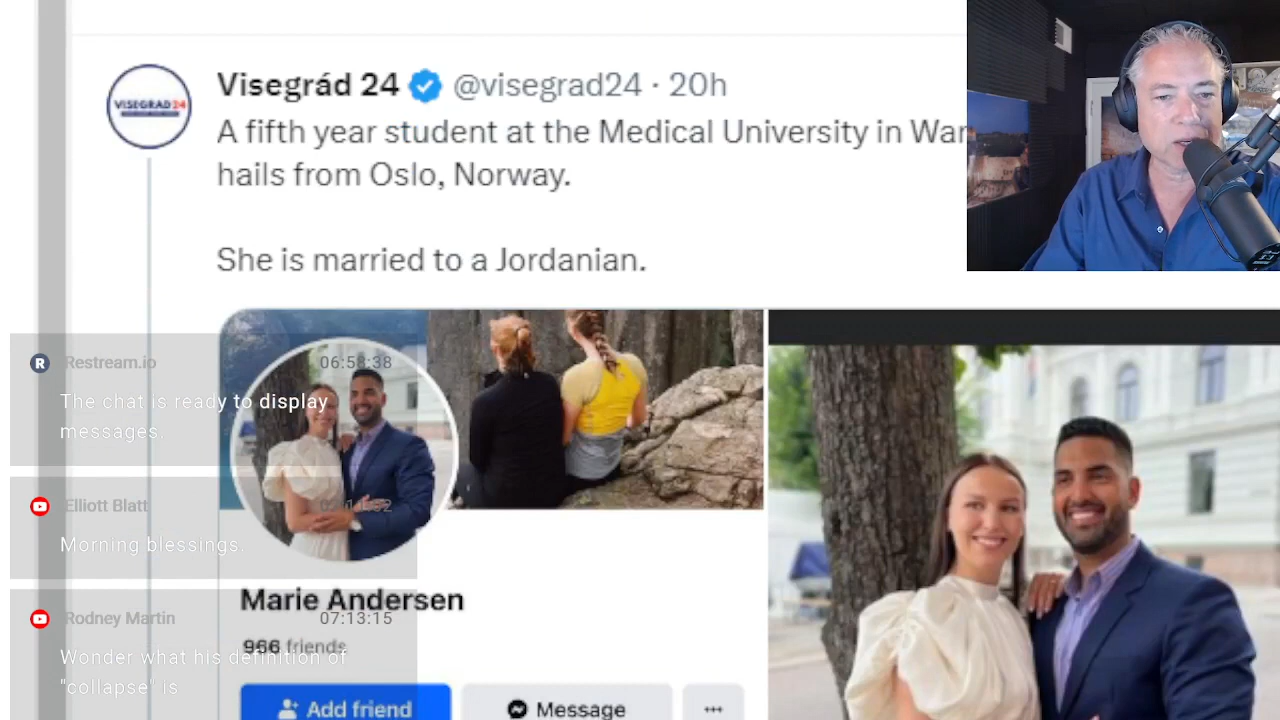 VISEGRAD24
Visegrád 24 @visegrad24 · 20h
A fifth year student at the Medical University in War
hails from Oslo, Norway.
She is married to a Jordanian.
Restream.io 06:58:38
The chat is ready to display
messages.
Elliott Blatt
Morning blessings.
Marie Andersen
Rodney Martin 07:13:15
966 friends
Wonder what his definition of
"collapse" is
Add friend
Message